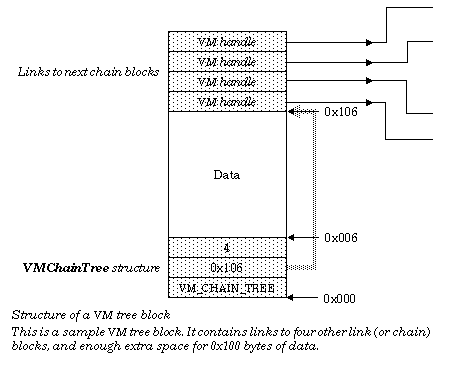 VM handle
VM handle
Links to next chain blocks
VM handle
VM handle
0x106
Data
0x006
4
VMChainTree structure
0x106
VM_CHAIN_TREE
0x000
Structure of a VM tree block
This is a sample VM tree block. It contains links to four other link (or chain)
blocks, and enough extra space for 0x100 bytes of data.